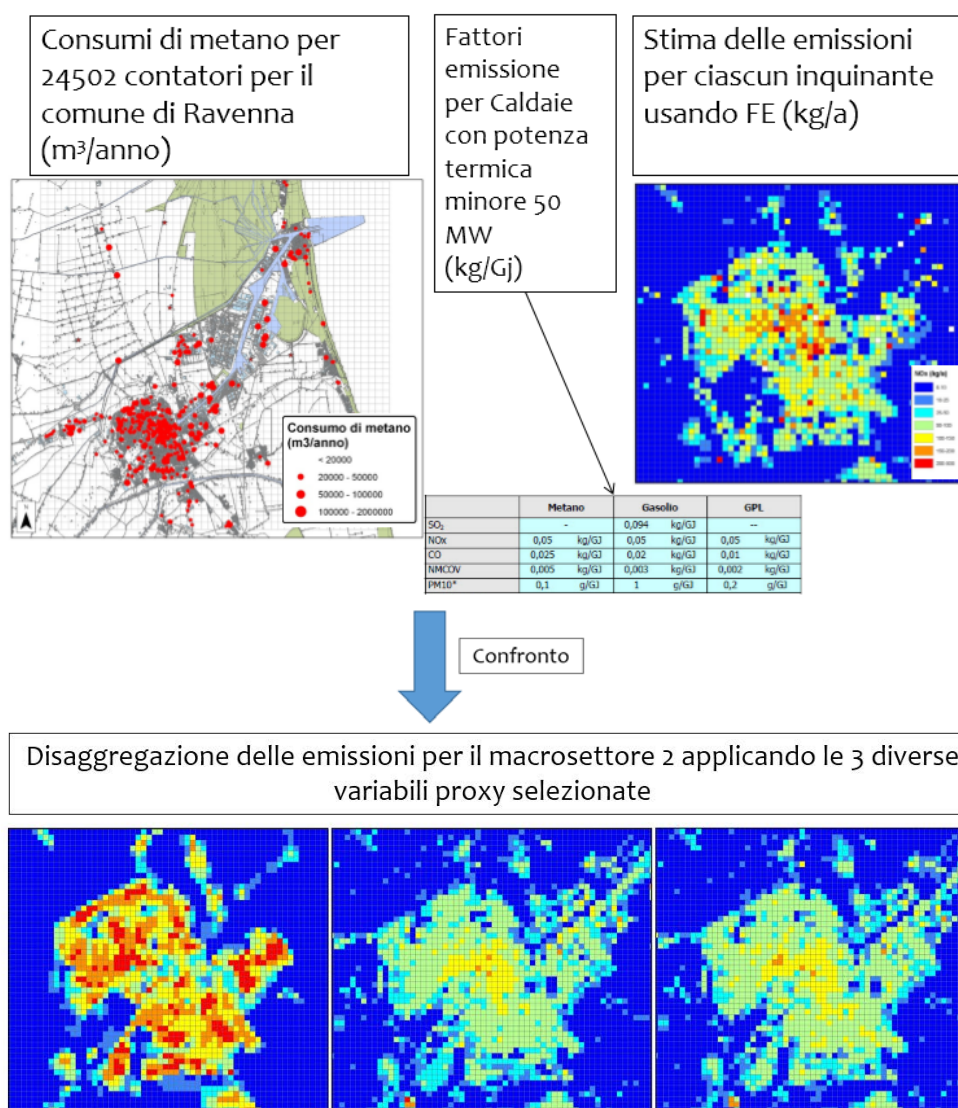 Consumi di metano per
24502 contatori per il
comune di Ravenna
(m³/anno)
Fattori
emissione
per Caldaie
con potenza
termica
minore 50
MW
(kg/Gj)
Stima delle emissioni
per ciascun inquinante
usando FE (kg/a)
Consumo di metano
(m3/anno)
< 20000
20000 - 50000
50000 - 100000
100000 - 2000000
N
NOx (kg/a)
Metano Gasolio GPL
SO₂ - 0,094 kg/GJ --
NOx 0,05 kg/GJ 0,05 kg/GJ 0,05 kg/GJ
CO 0,025 kg/GJ 0,02 kg/GJ 0,01 kg/GJ
NMCOV 0,005 kg/GJ 0,003 kg/GJ 0,002 kg/GJ
PM10* 0,1 g/GJ 1 g/GJ 0,2 g/GJ
Confronto
Disaggregazione delle emissioni per il macrosettore 2 applicando le 3 diverse
variabili proxy selezionate